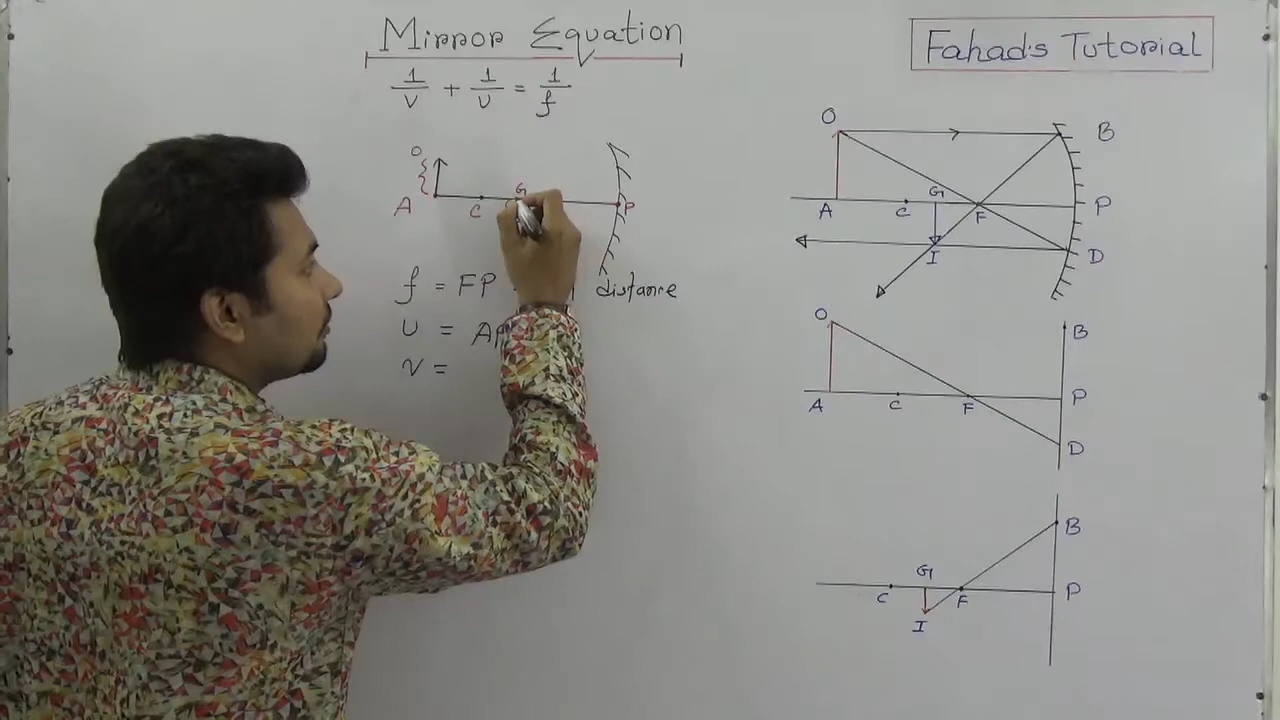 Mirror Equation
1/v + 1/u = 1/f
O
A C G P
f = FP distance
u = AP
v =
Fahad's Tutorial
O B
A C G F P
I D
O B
A C F P
D
B
G
C F P
I